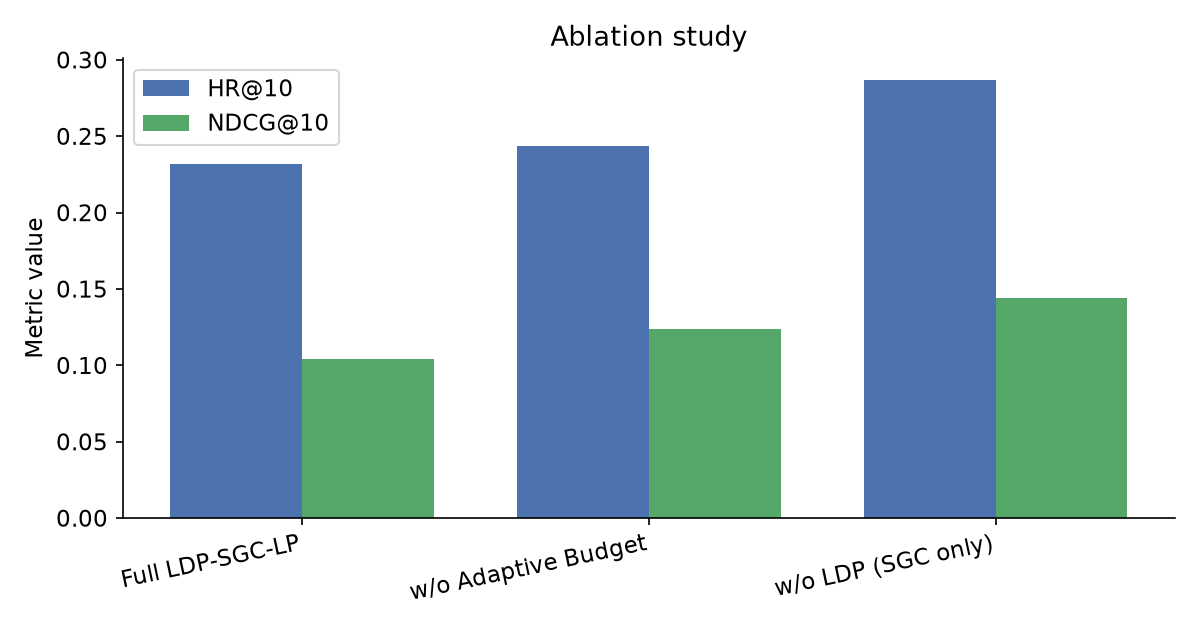 Ablation study
HR@10
NDCG@10
Metric value
0.30
0.25
0.20
0.15
0.10
0.05
0.00
Full LDP-SGC-LP
w/o Adaptive Budget
w/o LDP (SGC only)